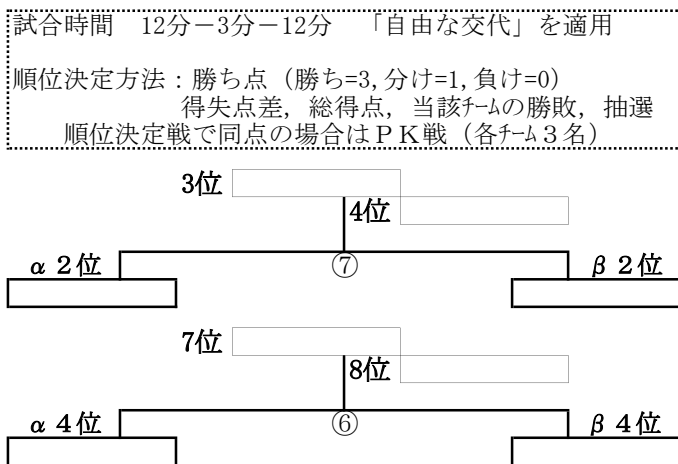 試合時間　12分－3分－12分　「自由な交代」を適用
順位決定方法：勝ち点（勝ち=3,分け=1,負け=0）
得失点差，総得点，当該ﾁｰﾑの勝敗，抽選
順位決定戦で同点の場合はＰＫ戦（各ﾁｰﾑ３名）
3位
4位
α２位 ⑦ β２位
7位
8位
α４位 ⑥ β４位